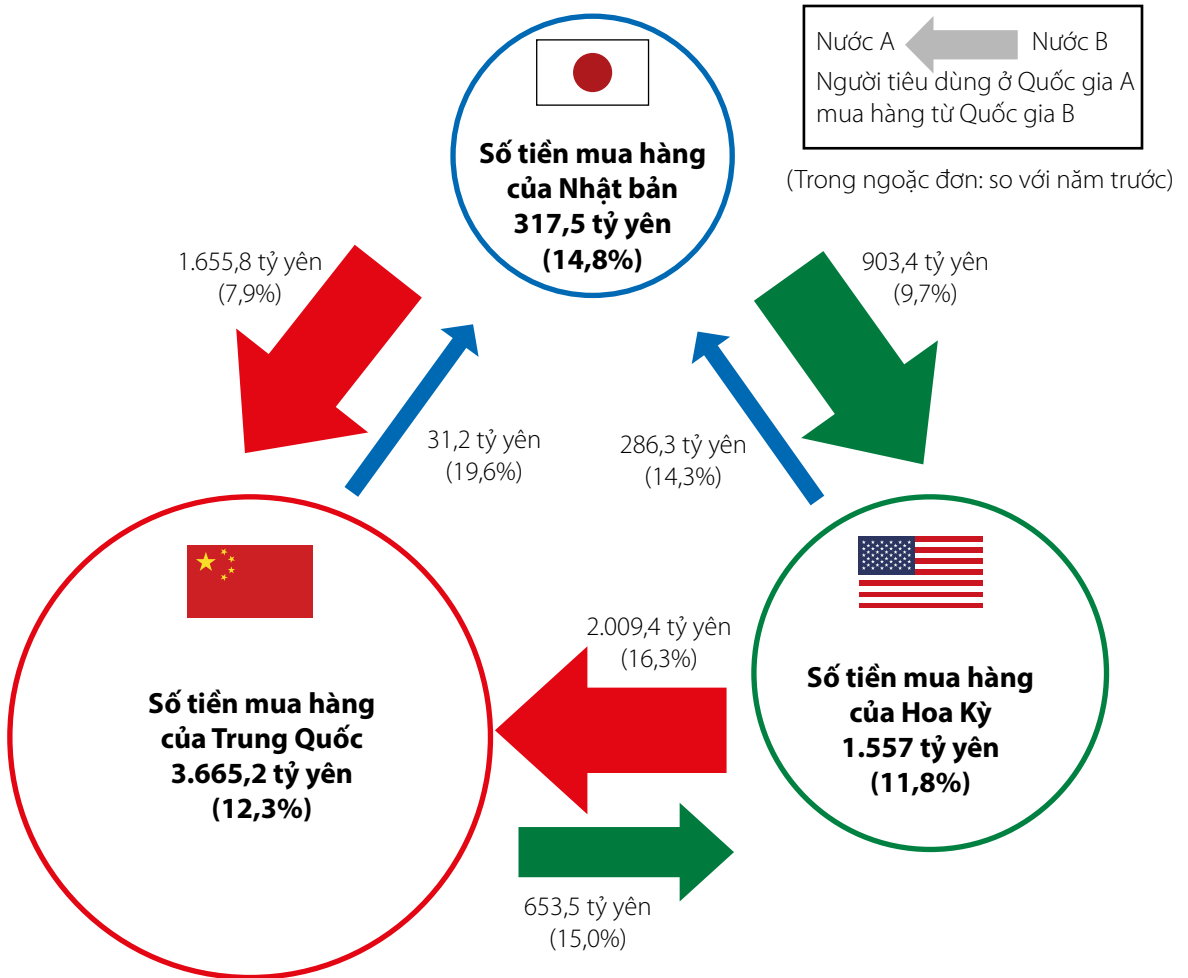 Nước A
Nước B
Người tiêu dùng ở Quốc gia A
mua hàng từ Quốc gia B
(Trong ngoặc đơn: so với năm trước)
Số tiền mua hàng
của Nhật bản
317,5 tỷ yên
(14,8%)
1.655,8 tỷ yên
(7,9%)
903,4 tỷ yên
(9,7%)
31,2 tỷ yên
(19,6%)
286,3 tỷ yên
(14,3%)
2.009,4 tỷ yên
(16,3%)
Số tiền mua hàng
của Trung Quốc
3.665,2 tỷ yên
(12,3%)
Số tiền mua hàng
của Hoa Kỳ
1.557 tỷ yên
(11,8%)
653,5 tỷ yên
(15,0%)